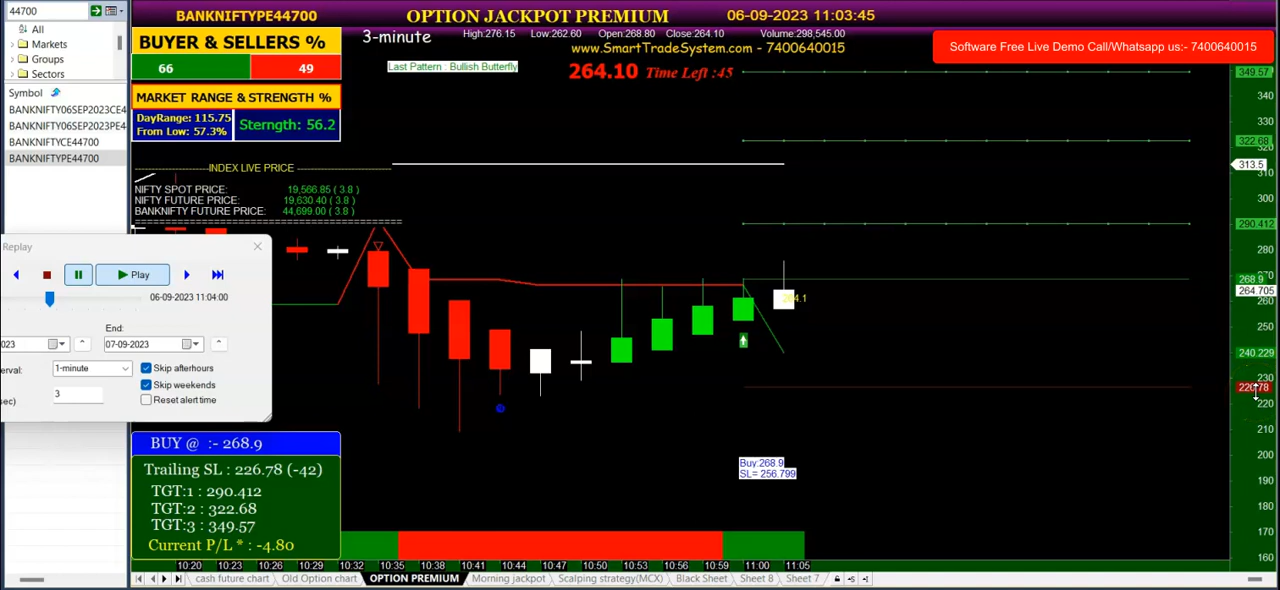 44700
BANKNIFTYPE44700
OPTION JACKPOT PREMIUM
06-09-2023 11:03:45
All
Markets
Groups
Sectors
Symbol
BANKNIFTY06SEP2023CE4
BANKNIFTY06SEP2023PE4
BANKNIFTYCE44700
BANKNIFTYPE44700
BUYER & SELLERS %
66 49
MARKET RANGE & STRENGTH %
DayRange: 115.75
From Low: 57.3%
Sterngth: 56.2
3-minute
High:276.15 Low:262.60 Open:268.80 Close:264.10 Volume:298,545.00
www.SmartTradeSystem.com - 7400640015
Last Pattern : Bullish Butterfly
264.10 Time Left :45
Software Free Live Demo Call/Whatsapp us:- 7400640015
INDEX LIVE PRICE
NIFTY SPOT PRICE: 19,566.85 ( 3.8 )
NIFTY FUTURE PRICE: 19,630.40 ( 3.8 )
BANKNIFTY FUTURE PRICE: 44,699.00 ( 3.8 )
Replay
Play
06-09-2023 11:04:00
End:
023
07-09-2023
erval:
1-minute
Skip afterhours
Skip weekends
sec)
3
Reset alert time
BUY @ :- 268.9
Trailing SL : 226.78 (-42)
TGT:1 : 290.412
TGT:2 : 322.68
TGT:3 : 349.57
Current P/L * : -4.80
Buy:268.9
SL= 256.799
349.57
340
330
322.68
313.5
310
300
290.412
280
268.9
264.705
260
250
240.229
230
220
210
200
190
180
170
160
10:20 10:23 10:26 10:29 10:32 10:35 10:38 10:41 10:44 10:47 10:50 10:53 10:56 10:59 11:00 11:05
cash future chart
Old Option chart
OPTION PREMIUM
Morning jackpot
Scalping strategy(MCX)
Black Sheet
Sheet 8
Sheet 7